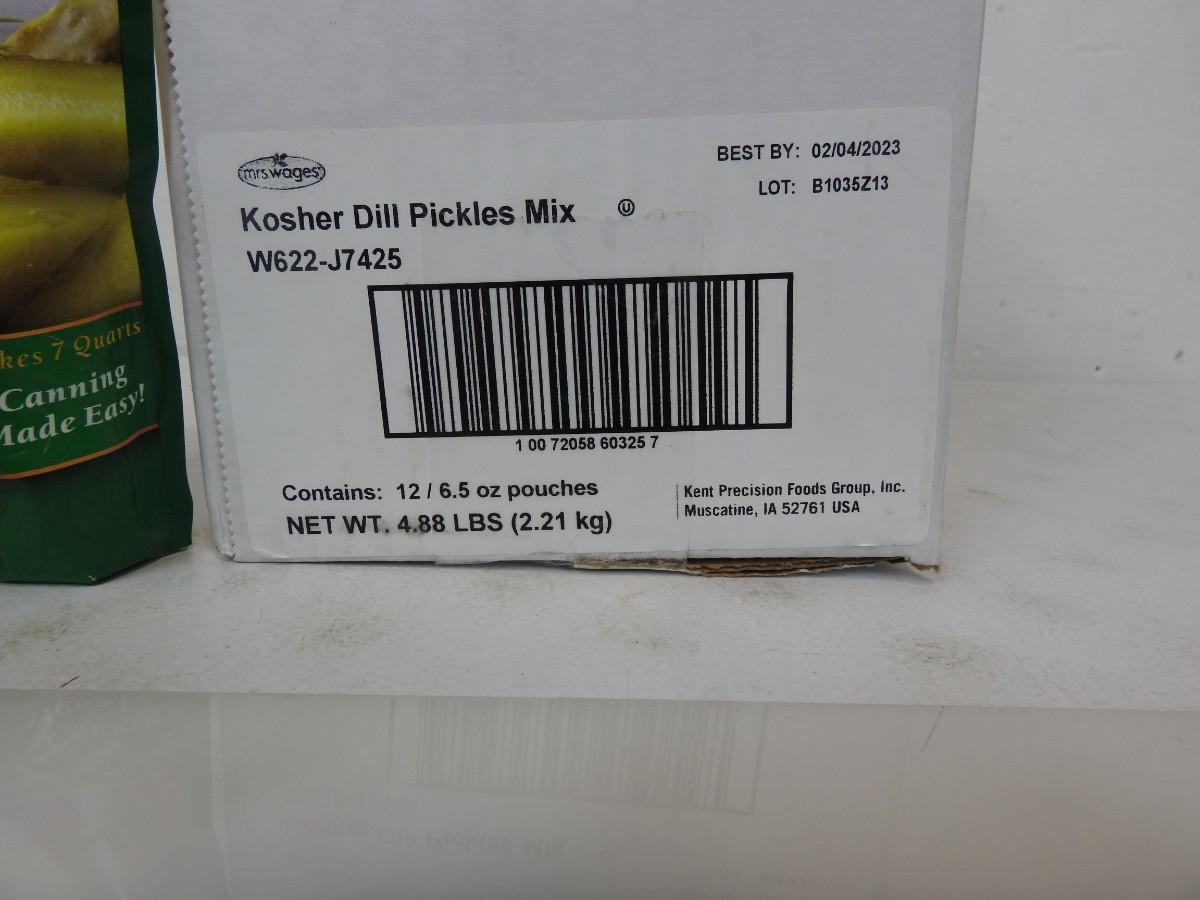 mrs.wages
BEST BY: 02/04/2023
LOT: B1035Z13
Kosher Dill Pickles Mix U
W622-J7425
1 00 72058 60325 7
Contains: 12 / 6.5 oz pouches
NET WT. 4.88 LBS (2.21 kg)
Kent Precision Foods Group, Inc.
Muscatine, IA 52761 USA
kes 7 Quarts
Canning
Made Easy!